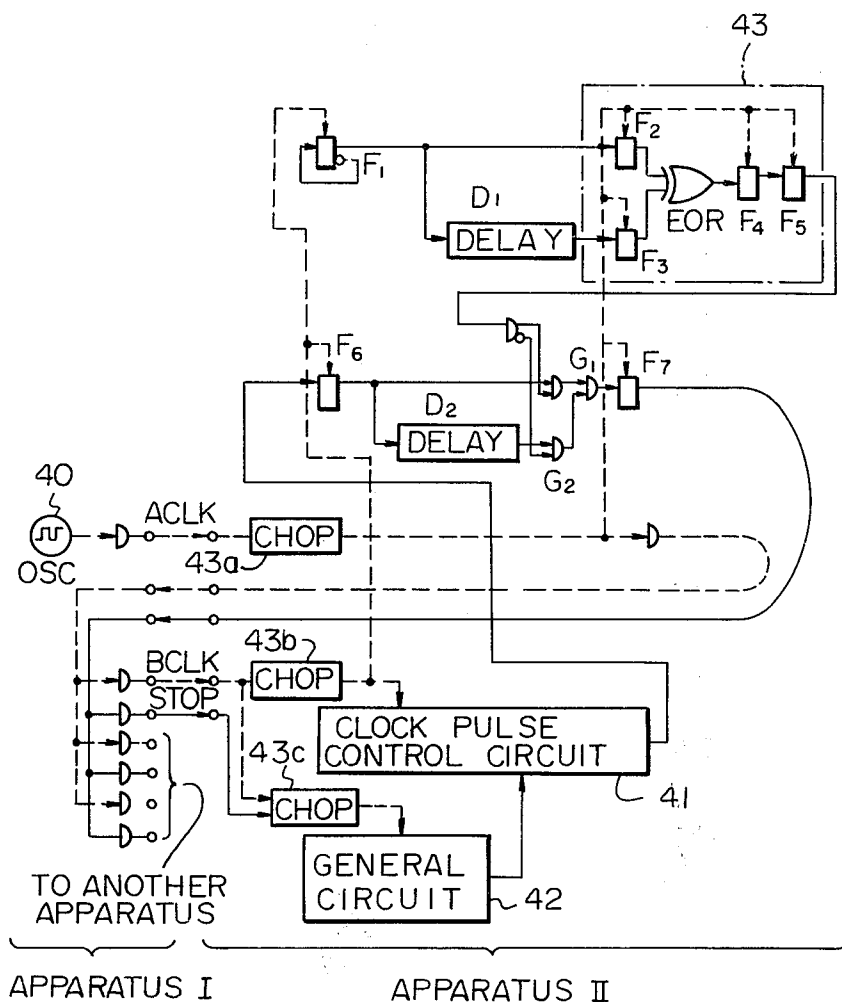 43
F2
F1
D1
DELAY
EOR
F4
F5
F3
F6
G1
F7
D2
DELAY
G2
40
OSC
ACLK
CHOP
43a
43b
BCLK
CHOP
STOP
CLOCK PULSE
CONTROL CIRCUIT
41
43c
CHOP
GENERAL
CIRCUIT
42
TO ANOTHER
APPARATUS
APPARATUS I
APPARATUS II